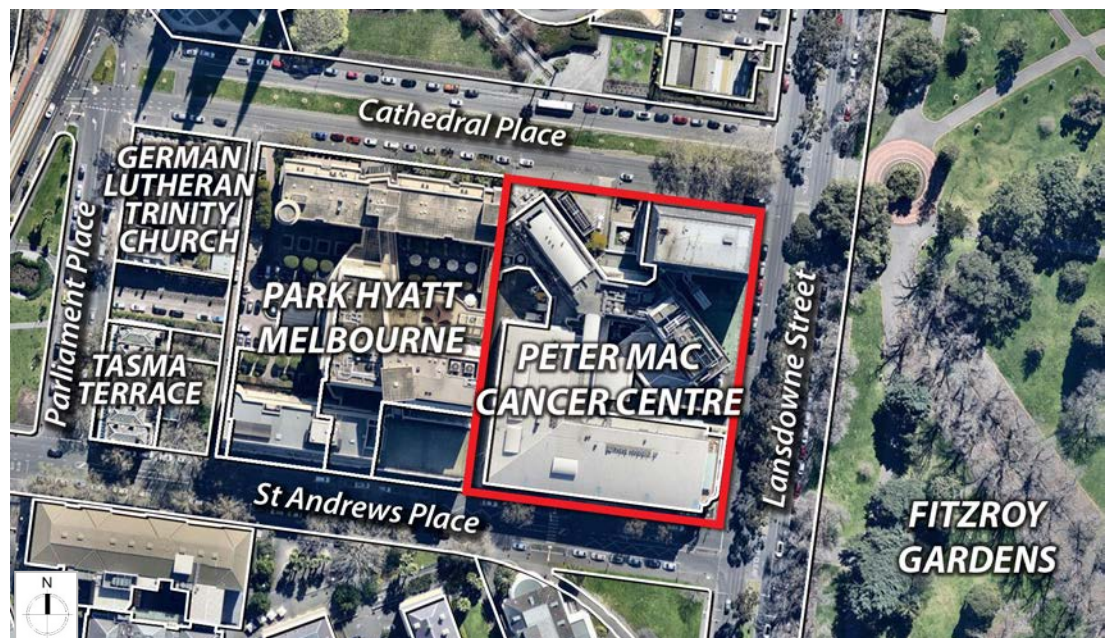 Cathedral Place
GERMAN
LUTHERAN
TRINITY
CHURCH
Parliament Place
PARK HYATT
MELBOURNE
PETER MAC
CANCER CENTRE
Lansdowne Street
TASMA
TERRACE
St Andrews Place
FITZROY
GARDENS
N